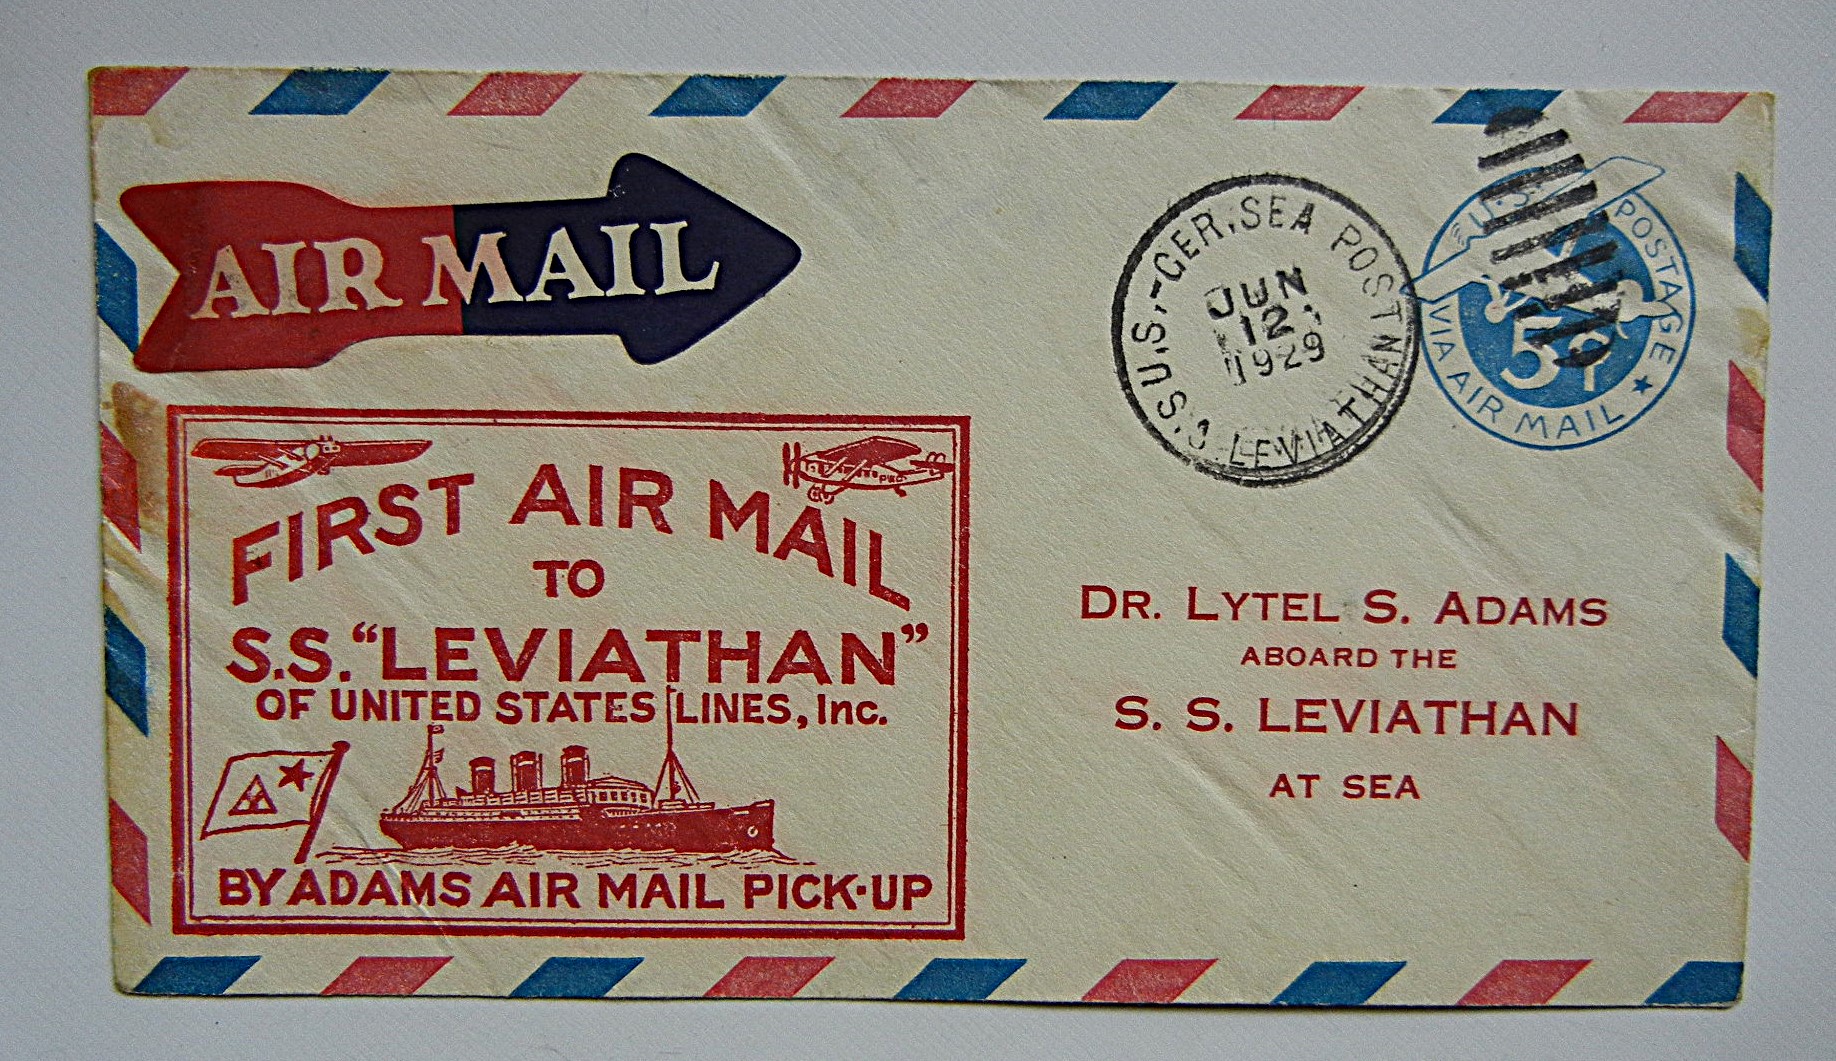 AIR MAIL
U.S.-GER. SEA POST
JUN
12
1929
S.S. LEVIATHAN
U.S. POSTAGE
5¢
VIA AIR MAIL
FIRST AIR MAIL
TO
S.S. "LEVIATHAN"
OF UNITED STATES LINES, Inc.
BY ADAMS AIR MAIL PICK-UP
DR. LYTEL S. ADAMS
ABOARD THE
S. S. LEVIATHAN
AT SEA